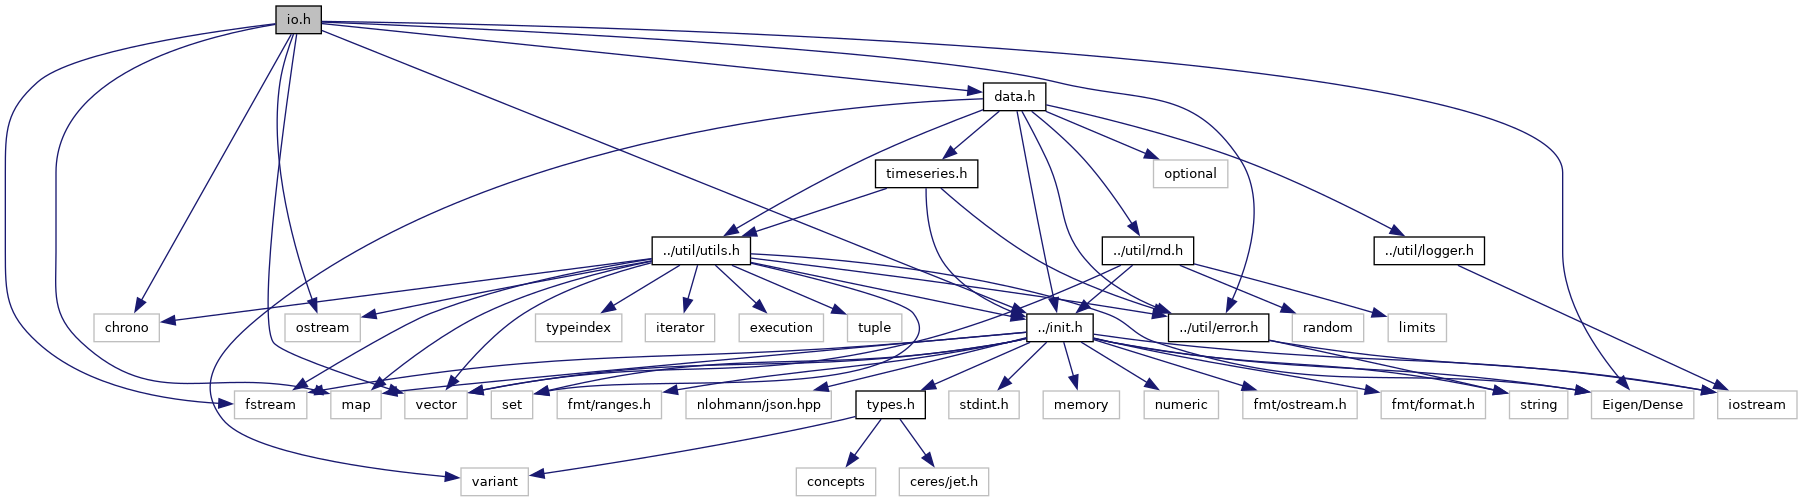 io.h
data.h
timeseries.h
optional
../util/utils.h
../util/rnd.h
../util/logger.h
chrono
ostream
typeindex
iterator
execution
tuple
../init.h
../util/error.h
random
limits
fstream
map
vector
set
fmt/ranges.h
nlohmann/json.hpp
types.h
stdint.h
memory
numeric
fmt/ostream.h
fmt/format.h
string
Eigen/Dense
iostream
variant
concepts
ceres/jet.h